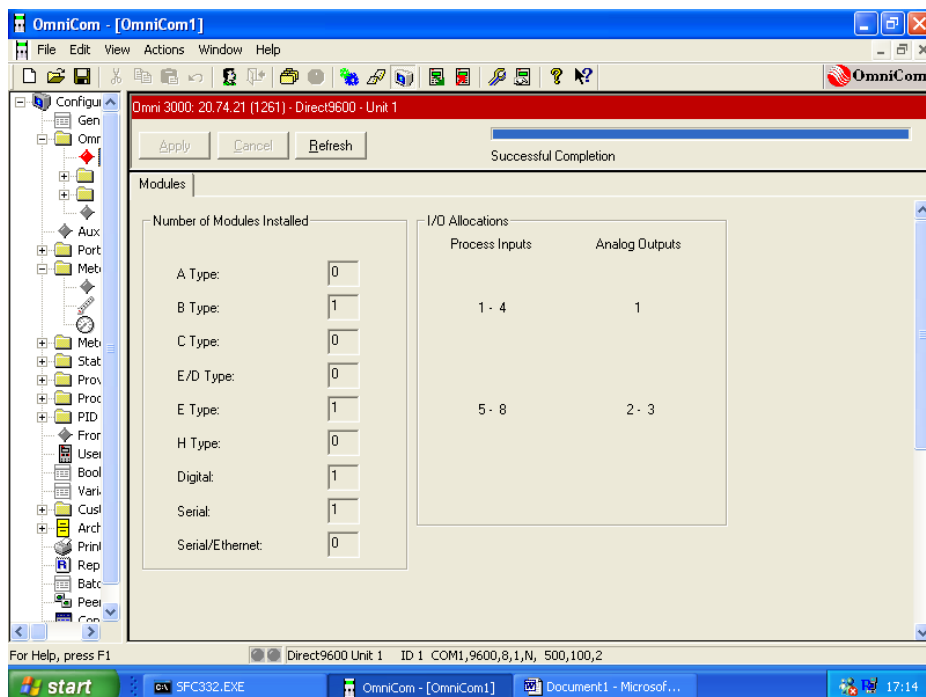 OmniCom - [OmniCom1]
File Edit View Actions Window Help
OmniCom
Configu
Gen
Omr
Aux
Port
Met
Met
Stat
Prov
Proc
PID
Fror
User
Bool
Vari
Cust
Arch
Print
Rep
Batc
Peer
Con
Omni 3000: 20.74.21 (1261) - Direct9600 - Unit 1
Apply Cancel Refresh
Successful Completion
Modules
Number of Modules Installed
A Type: 0
B Type: 1
C Type: 0
E/D Type: 0
E Type: 1
H Type: 0
Digital: 1
Serial: 1
Serial/Ethernet: 0
I/O Allocations
Process Inputs Analog Outputs
1 - 4 1
5 - 8 2 - 3
For Help, press F1
Direct9600 Unit 1 ID 1 COM1,9600,8,1,N, 500,100,2
start
SFC332.EXE
OmniCom - [OmniCom1]
Document1 - Microsof...
17:14